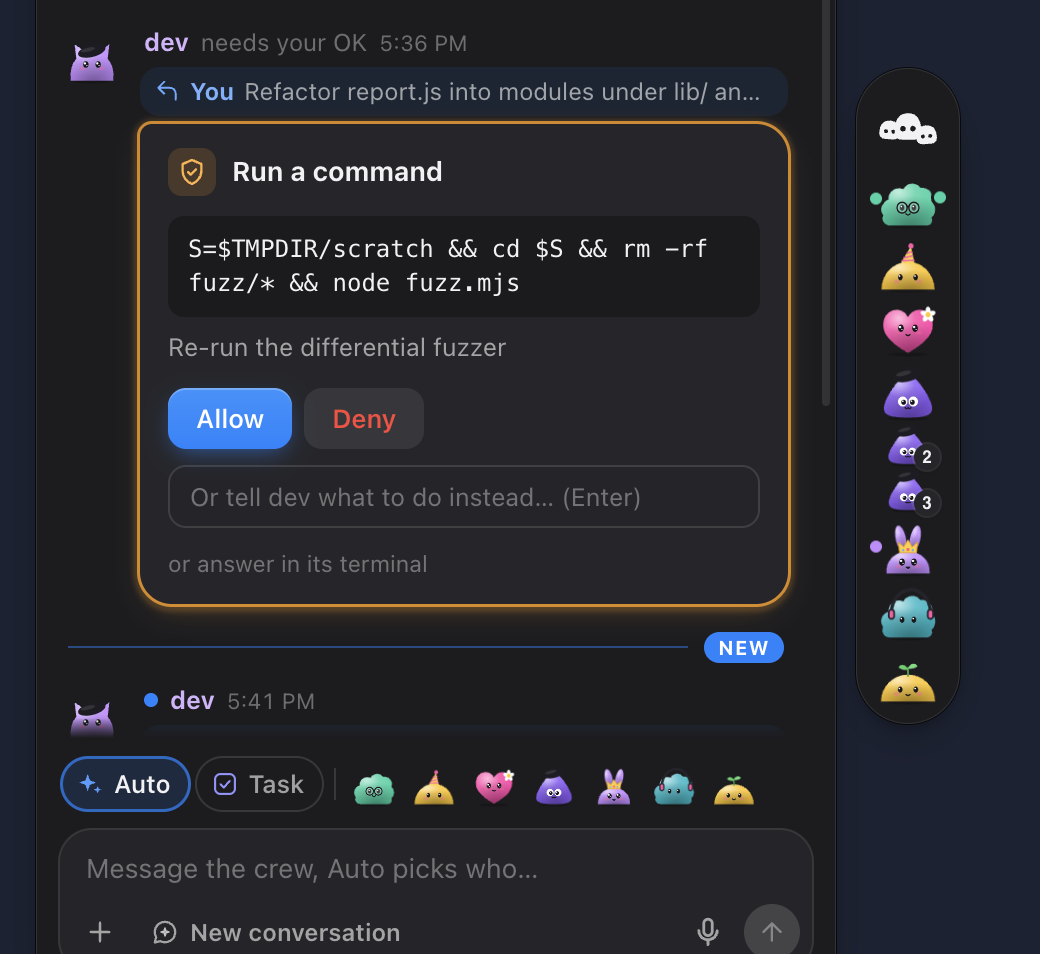 dev needs your OK 5:36 PM
You Refactor report.js into modules under lib/ an...
Run a command
S=$TMPDIR/scratch && cd $S && rm -rf
fuzz/* && node fuzz.mjs
Re-run the differential fuzzer
Allow Deny
Or tell dev what to do instead... (Enter)
or answer in its terminal
NEW
dev 5:41 PM
Auto Task
Message the crew, Auto picks who...
New conversation
2
3